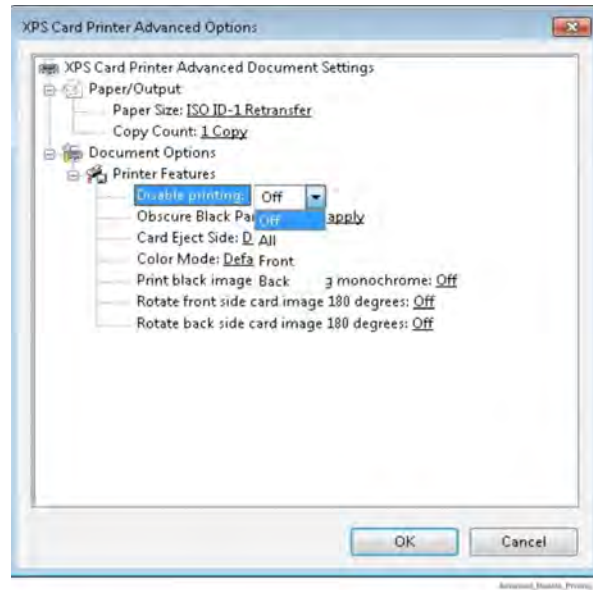 XPS Card Printer Advanced Options
XPS Card Printer Advanced Document Settings
Paper/Output
Paper Size: ISO ID-1 Retransfer
Copy Count: 1 Copy
Document Options
Printer Features
Disable printing: Off
Obscure Black Pa apply
Off
Card Eject Side: D
All
Color Mode: Defa
Front
Print black image g monochrome: Off
Back
Rotate front side card image 180 degrees: Off
Rotate back side card image 180 degrees: Off
OK Cancel
Advanced_Disable_Printing